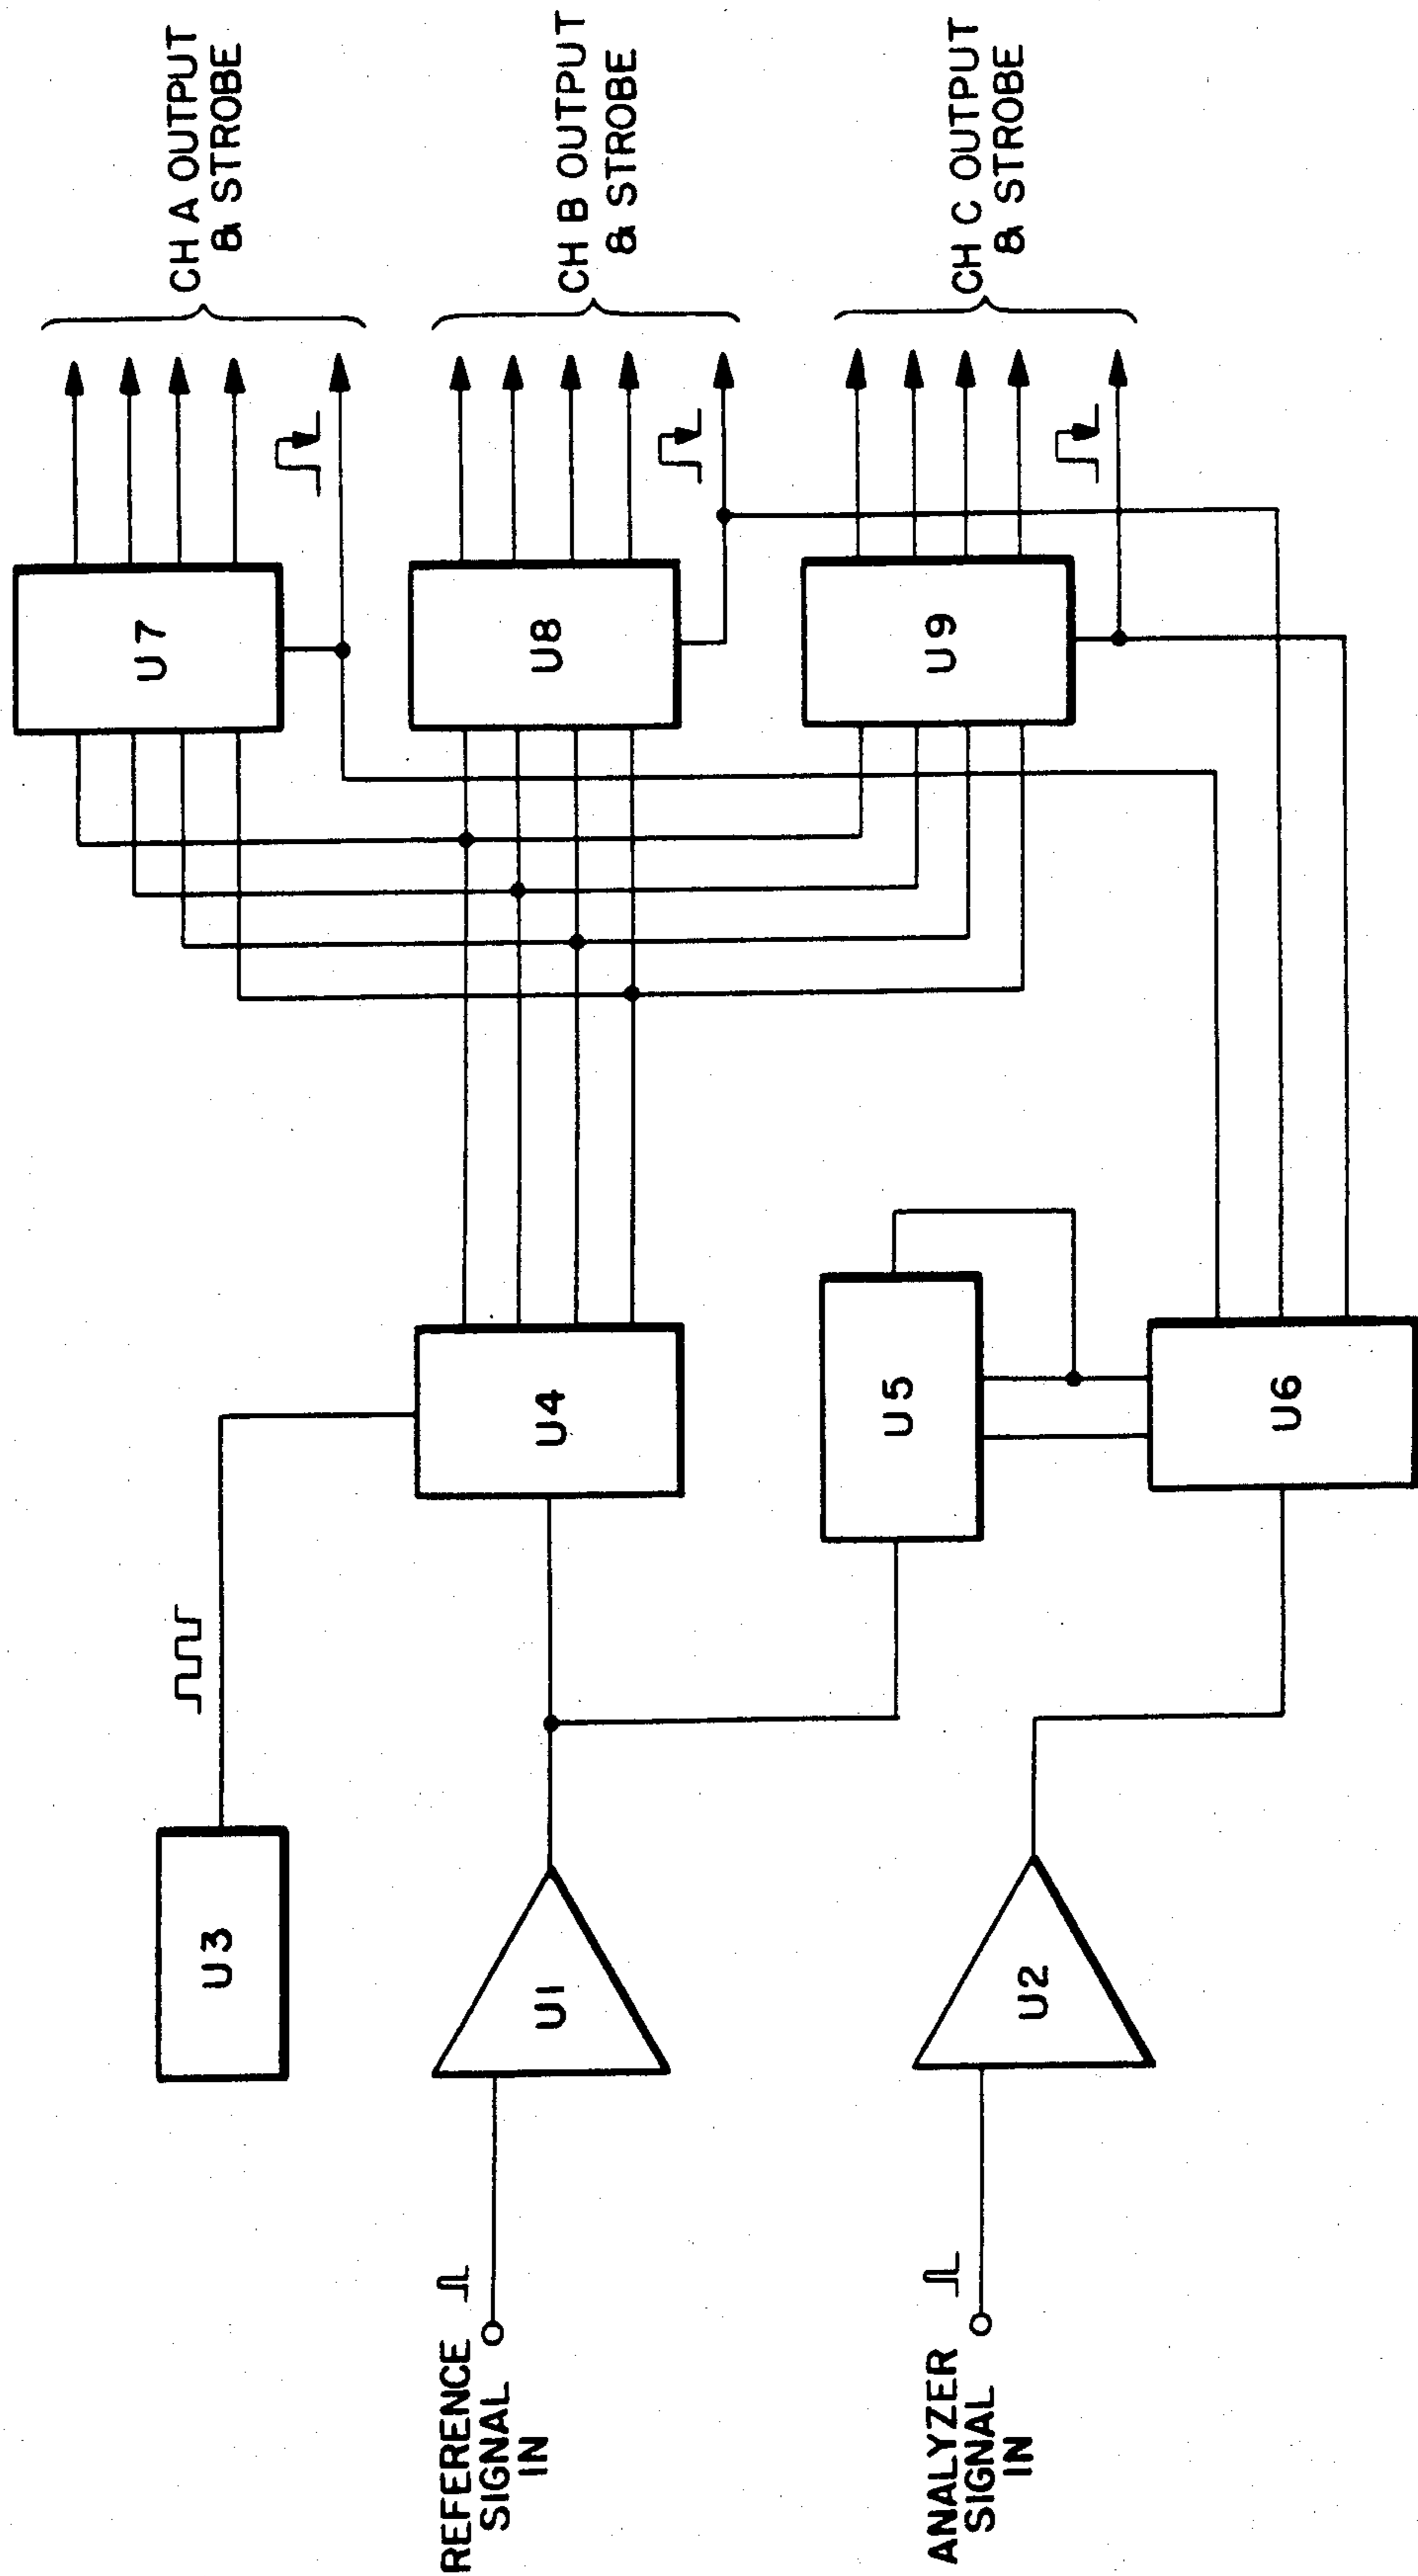 CH A OUTPUT
& STROBE
CH B OUTPUT
& STROBE
CH C OUTPUT
& STROBE
U7
U8
U9
U4
U5
U6
U3
U1
U2
REFERENCE
SIGNAL
IN
ANALYZER
SIGNAL
IN